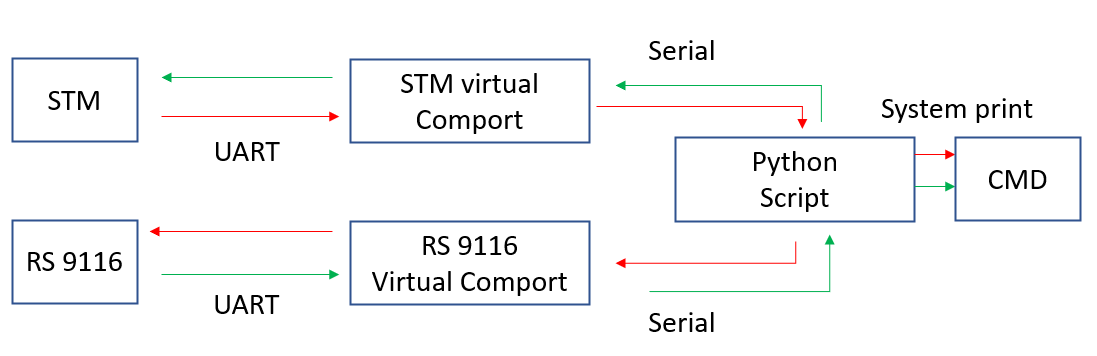 Serial
STM
STM virtual
Comport
System print
UART
Python
Script
CMD
RS 9116
RS 9116
Virtual Comport
UART
Serial